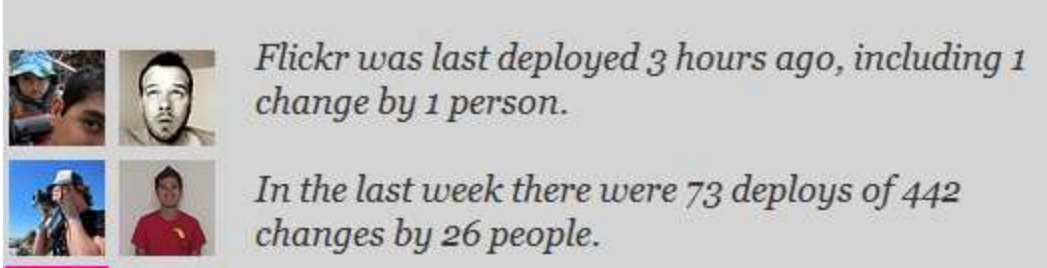 Flickr was last deployed 3 hours ago, including 1
change by 1 person.
In the last week there were 73 deploys of 442
changes by 26 people.